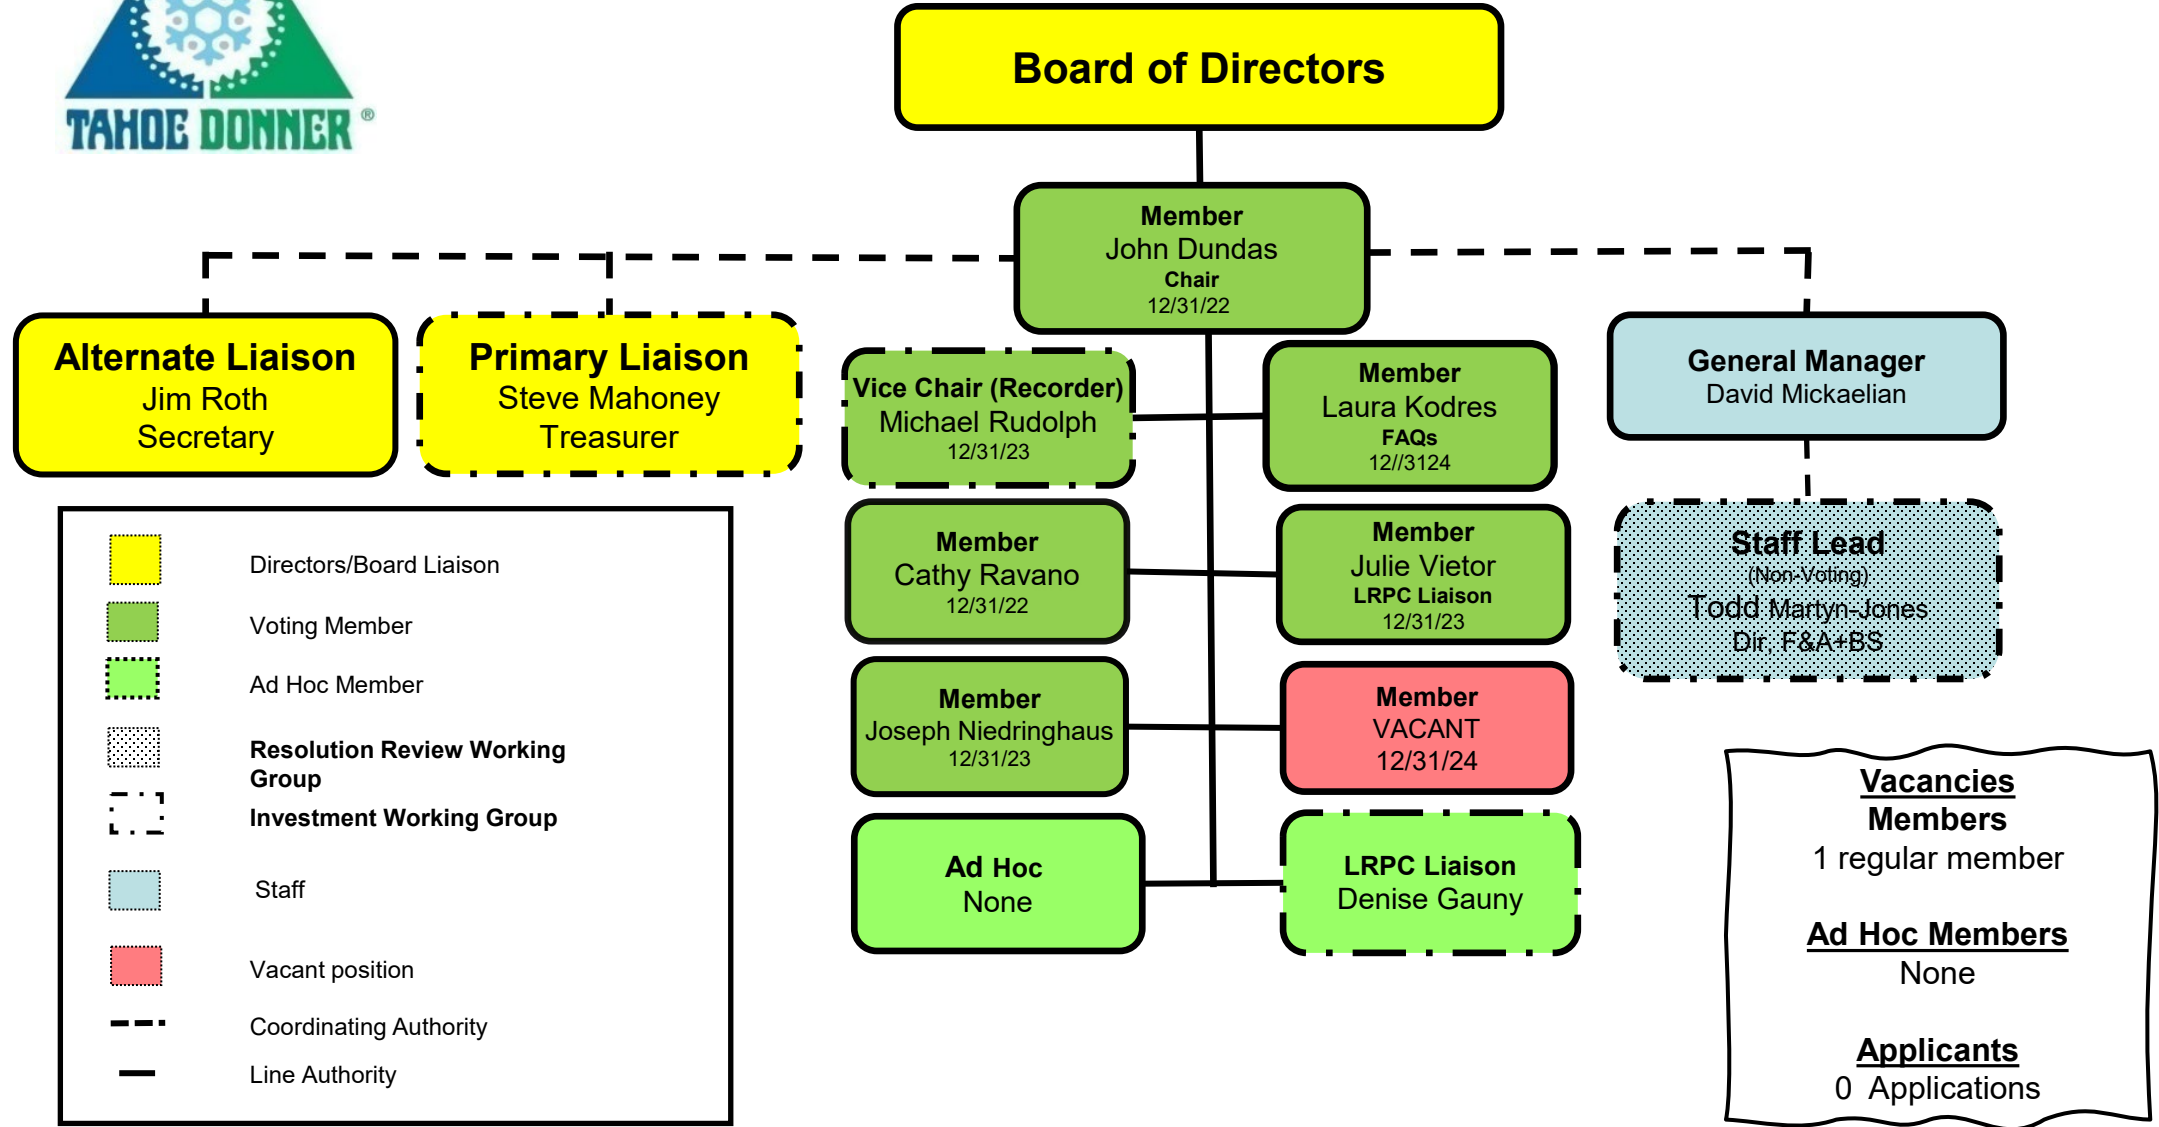 TAHOE DONNER ®
Board of Directors
Member
John Dundas
Chair
12/31/22
Alternate Liaison
Jim Roth
Secretary
Primary Liaison
Steve Mahoney
Treasurer
Vice Chair (Recorder)
Michael Rudolph
12/31/23
Member
Laura Kodres
FAQs
12//3124
General Manager
David Mickaelian
Member
Cathy Ravano
12/31/22
Member
Julie Vietor
LRPC Liaison
12/31/23
Staff Lead
(Non-Voting)
Todd Martyn-Jones
Dir, F&A+BS
Member
Joseph Niedringhaus
12/31/23
Member
VACANT
12/31/24
Ad Hoc
None
LRPC Liaison
Denise Gauny
Directors/Board Liaison
Voting Member
Ad Hoc Member
Resolution Review Working
Group
Investment Working Group
Staff
Vacant position
Coordinating Authority
Line Authority
Vacancies
Members
1 regular member
Ad Hoc Members
None
Applicants
0 Applications